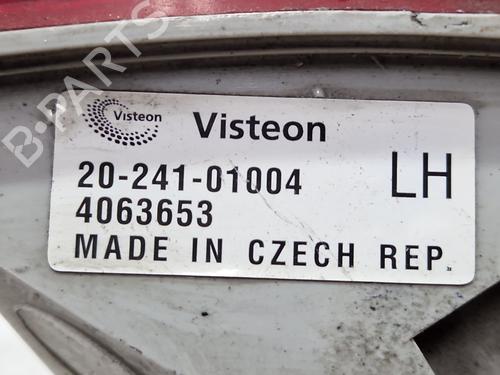 Visteon Visteon
20-241-01004 LH
4063653
MADE IN CZECH REP.
B-PARTS